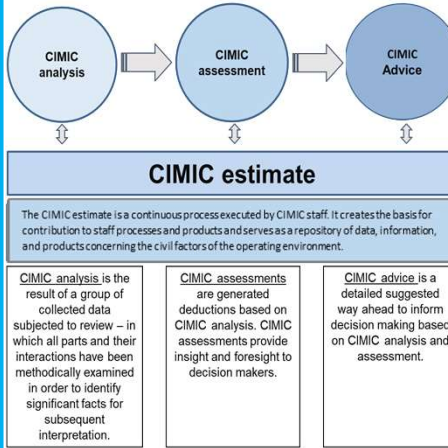 CIMIC
analysis
CIMIC
assessment
CIMIC
Advice
CIMIC estimate
The CIMIC estimate is a continuous process executed by CIMIC staff. It creates the basis for
contribution to staff processes and products and serves as a repository of data, information,
and products concerning the civil factors of the operating environment.
CIMIC analysis is the
result of a group of
collected data
subjected to review – in
which all parts and their
interactions have been
methodically examined
in order to identify
significant facts for
subsequent
interpretation.
CIMIC assessments
are generated
deductions based on
CIMIC analysis. CIMIC
assessments provide
insight and foresight to
decision makers.
CIMIC advice is a
detailed suggested
way ahead to inform
decision making based
on CIMIC analysis and
assessment.